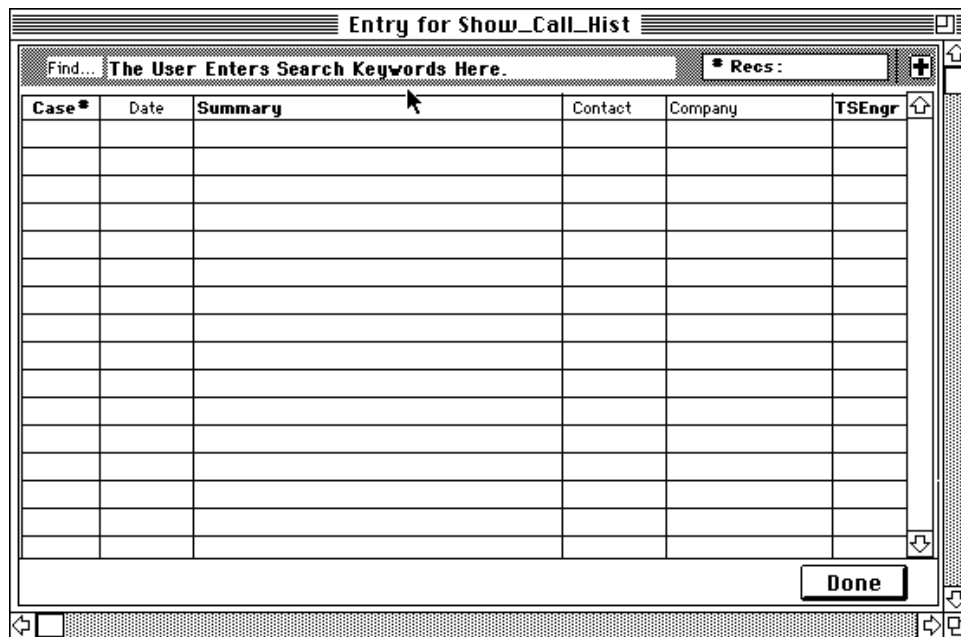 Entry for Show_Call_Hist
Find... The User Enters Search Keywords Here. # Recs:
Case# Date Summary Contact Company TSEngr
Done